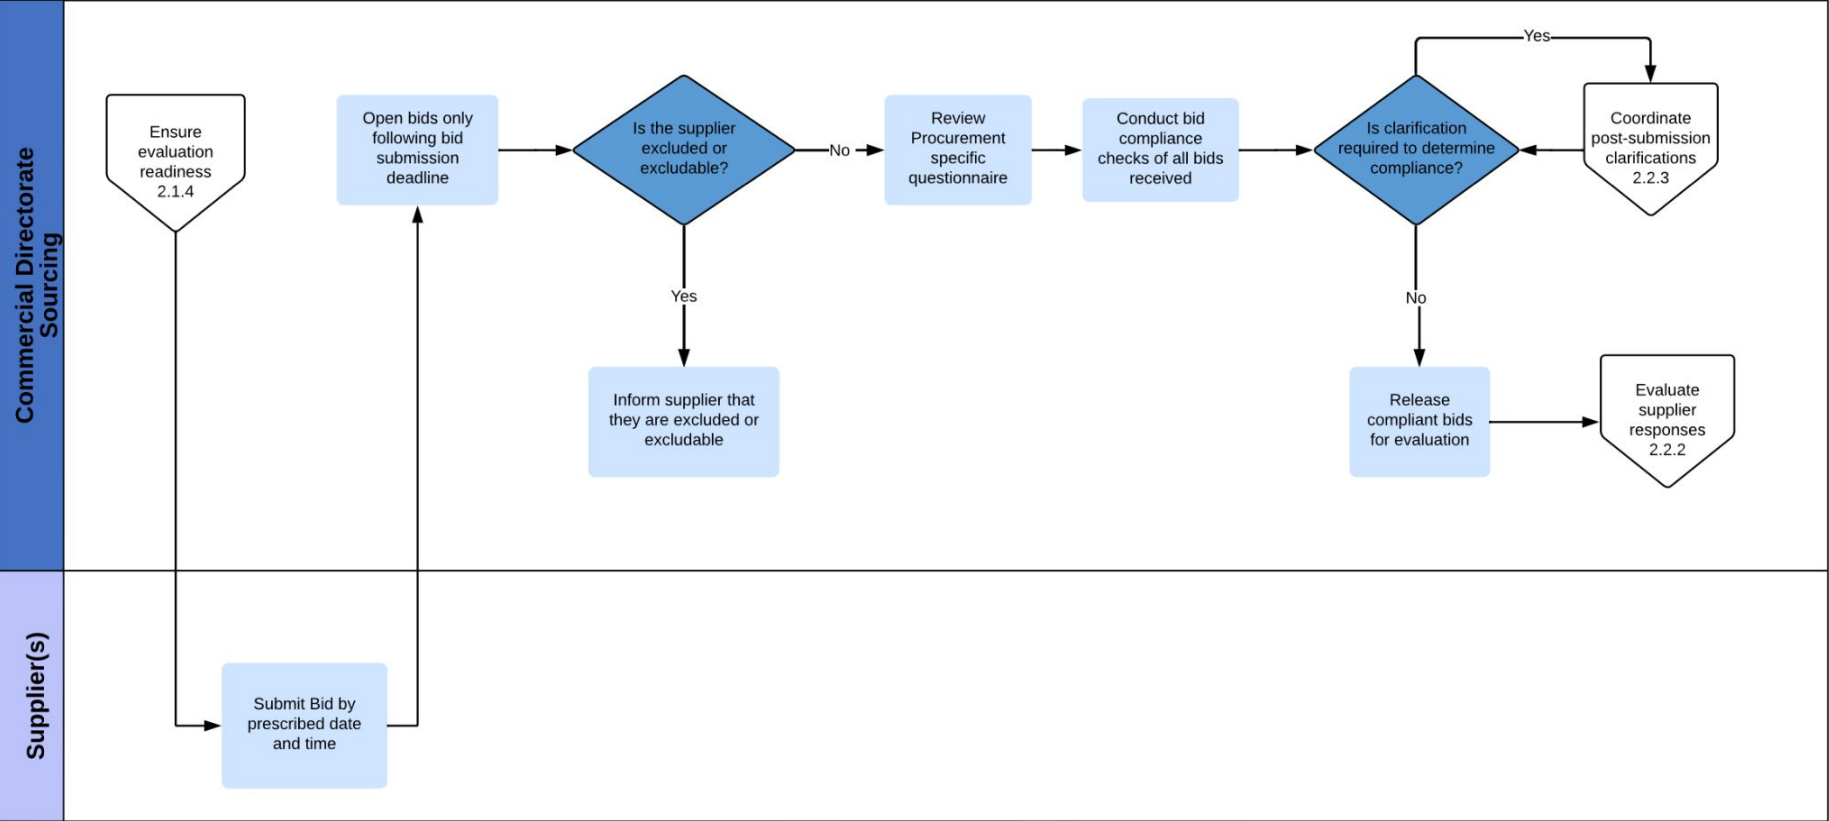 Commercial Directorate
Sourcing
Ensure
evaluation
readiness
2.1.4
Open bids only
following bid
submission
deadline
Is the supplier
excluded or
excludable?
No
Review
Procurement
specific
questionnaire
Conduct bid
compliance
checks of all bids
received
Is clarification
required to determine
compliance?
Yes
Coordinate
post-submission
clarifications
2.2.3
Yes
Inform supplier that
they are excluded or
excludable
No
Release
compliant bids
for evaluation
Evaluate
supplier
responses
2.2.2
Supplier(s)
Submit Bid by
prescribed date
and time